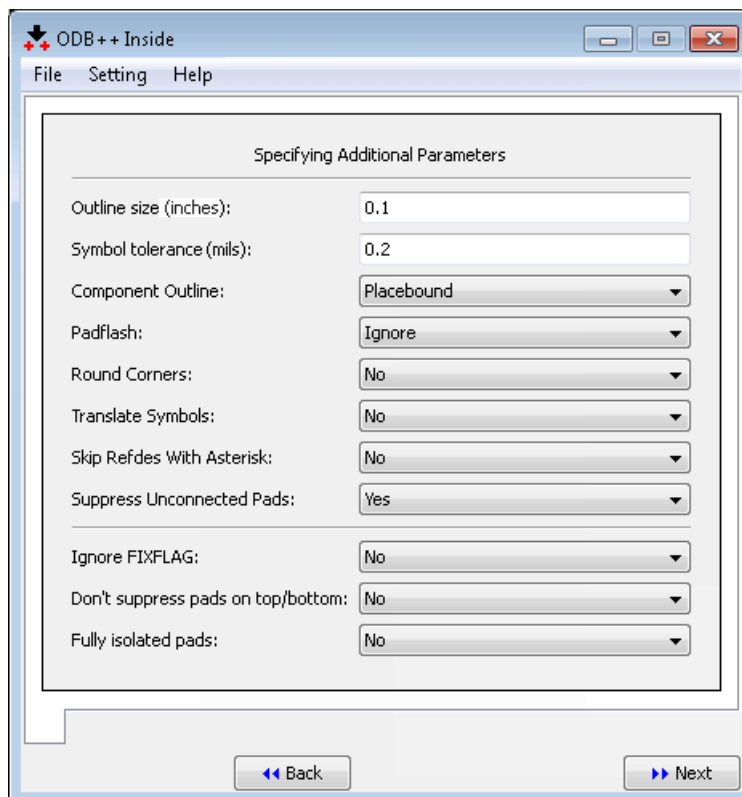 ODB++ Inside
File Setting Help
Specifying Additional Parameters
Outline size (inches): 0.1
Symbol tolerance (mils): 0.2
Component Outline: Placebound
Padflash: Ignore
Round Corners: No
Translate Symbols: No
Skip Refdes With Asterisk: No
Suppress Unconnected Pads: Yes
Ignore FIXFLAG: No
Don't suppress pads on top/bottom: No
Fully isolated pads: No
Back Next